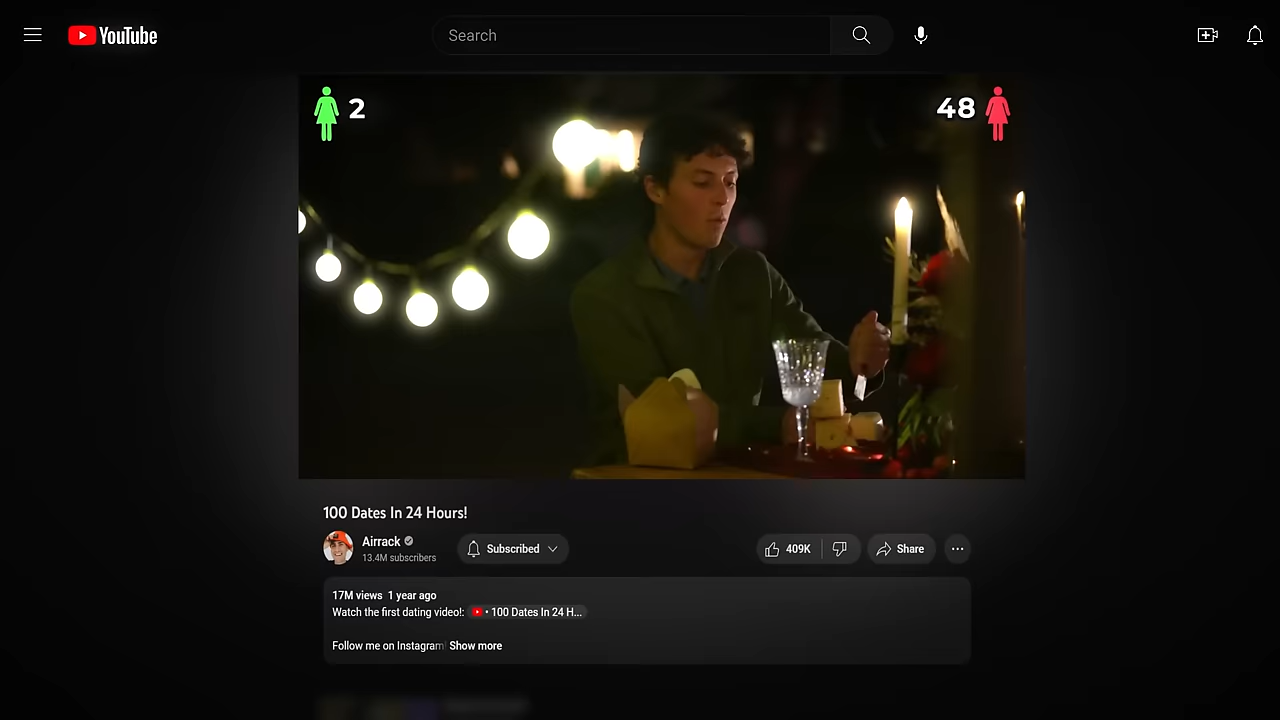 YouTube
Search
2
48
100 Dates In 24 Hours!
Airrack
13.4M subscribers
Subscribed
409K
Share
17M views 1 year ago
Watch the first dating video!: • 100 Dates In 24 H...
Follow me on Instagram Show more